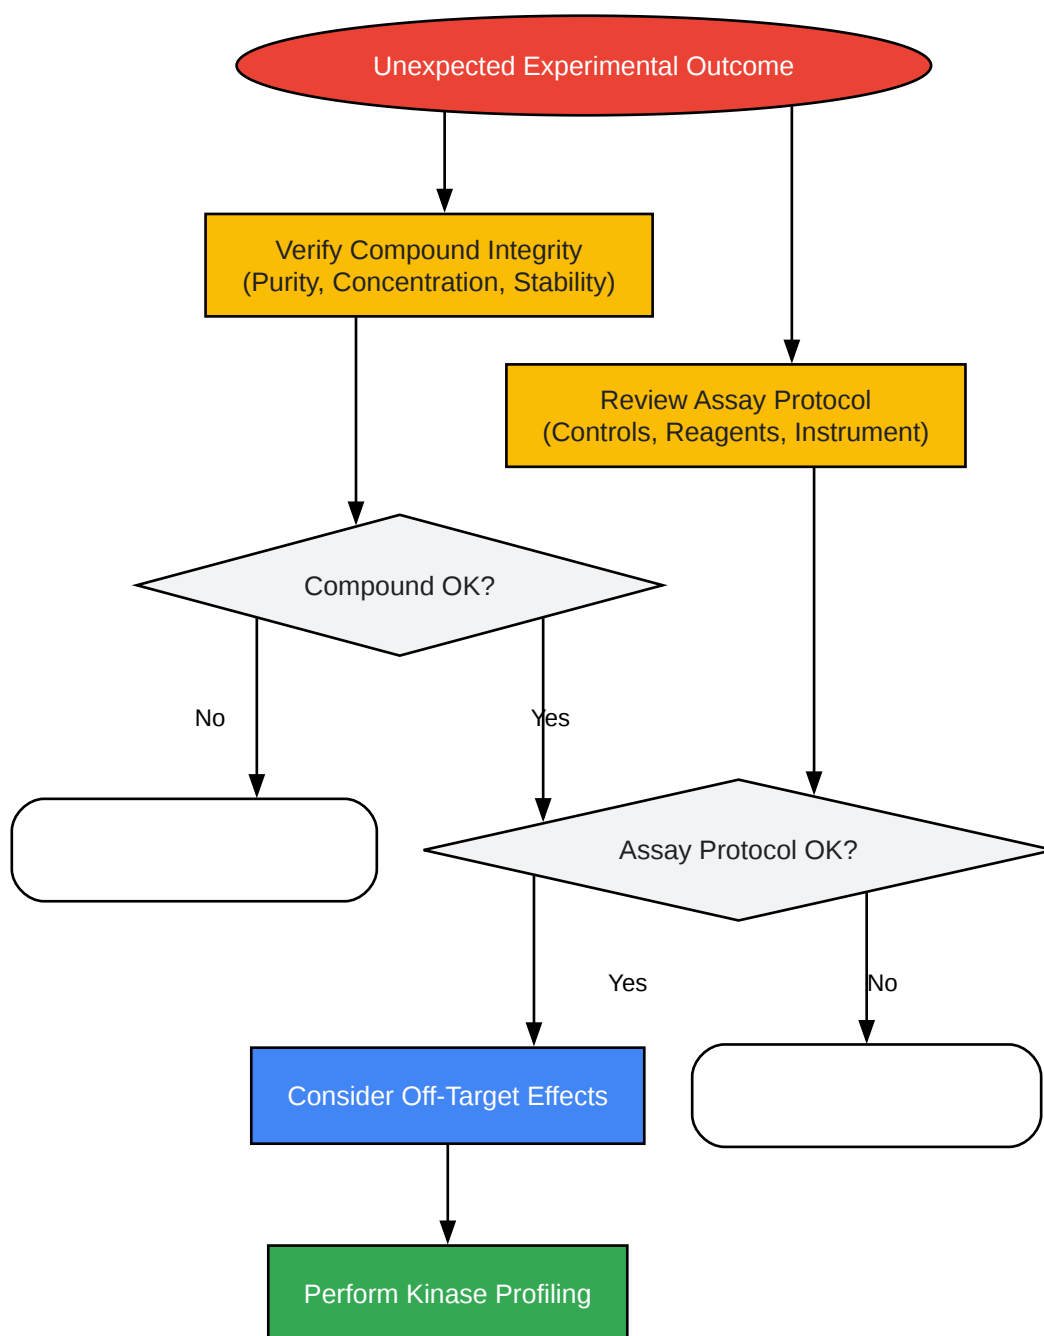 Unexpected Experimental Outcome
Verify Compound Integrity
(Purity, Concentration, Stability)
Review Assay Protocol
(Controls, Reagents, Instrument)
Compound OK?
No
Yes
Assay Protocol OK?
Yes
No
Consider Off-Target Effects
Perform Kinase Profiling